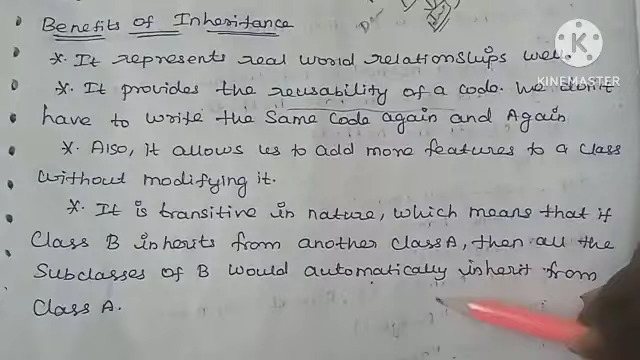 Benefits of Inheritance
* It represents real world relationships well.
* It provides the reusability of a code. We don't
have to write the same code again and Again
* Also, it allows us to add more features to a class
without modifying it.
* It is transitive in nature, which means that if
Class B inherits from another Class A, then all the
Subclasses of B would automatically inherit from
Class A.
K
KINEMASTER